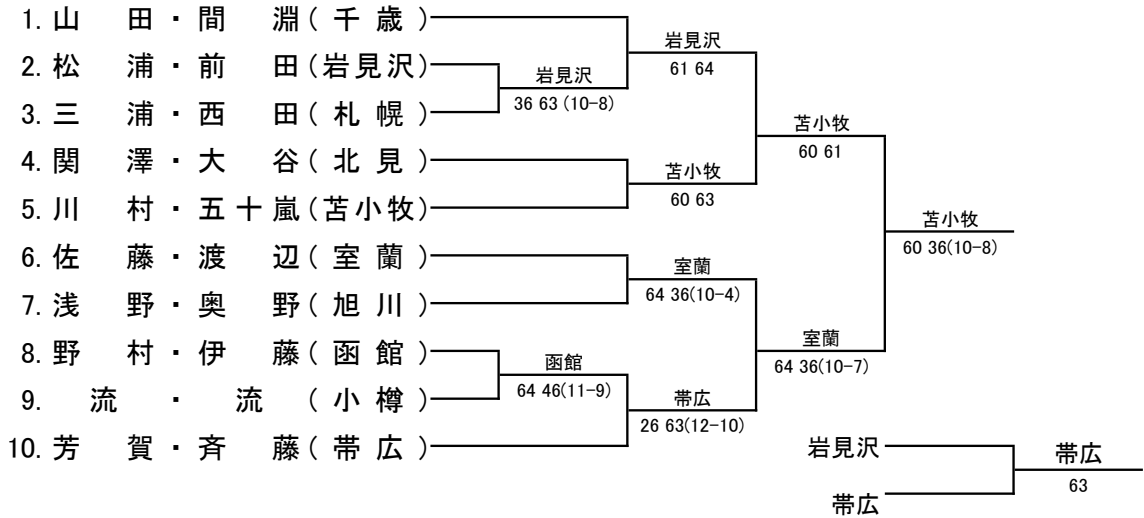 1. 山 田・間 淵(千 歳)
岩見沢
61 64
2. 松 浦・前 田(岩見沢)
岩見沢
36 63 (10-8)
3. 三 浦・西 田(札 幌)
苫小牧
60 61
4. 関 澤・大 谷(北 見)
苫小牧
60 63
5. 川 村・五十嵐(苫小牧)
苫小牧
60 36(10-8)
6. 佐 藤・渡 辺(室 蘭)
室蘭
64 36(10-4)
7. 浅 野・奥 野(旭 川)
室蘭
64 36(10-7)
8. 野 村・伊 藤(函 館)
函館
64 46(11-9)
9. 流 ・ 流 (小 樽)
帯広
26 63(12-10)
10. 芳 賀・斉 藤(帯 広)
岩見沢
帯広
63
帯広